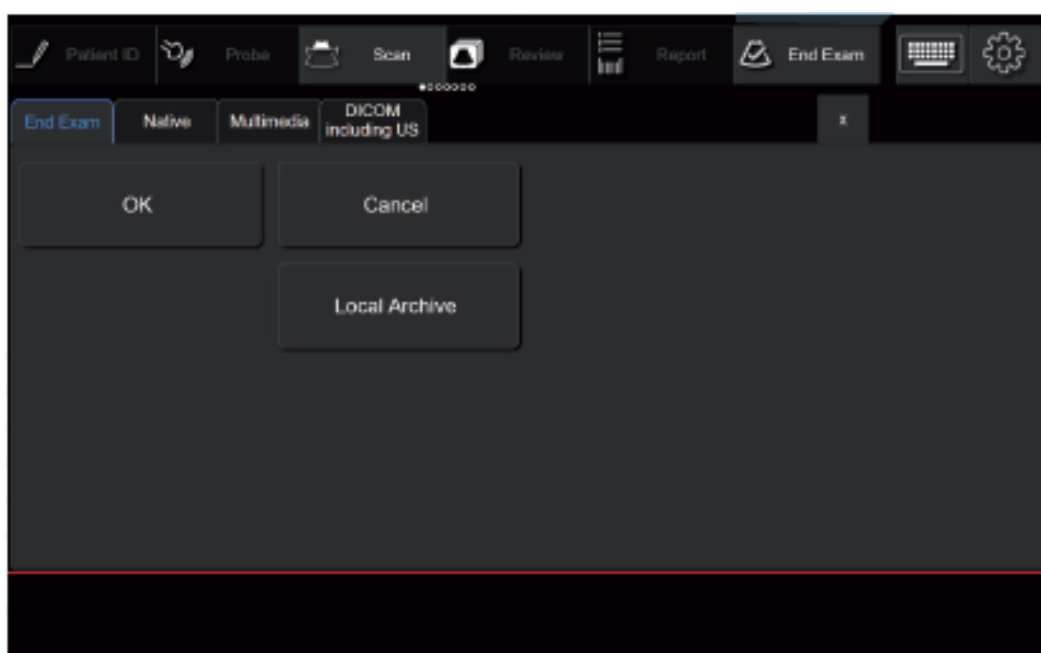 Patient ID
Probe
Scan
Review
Report
End Exam
End Exam
Native
Multimedia
DICOM
including US
x
OK
Cancel
Local Archive